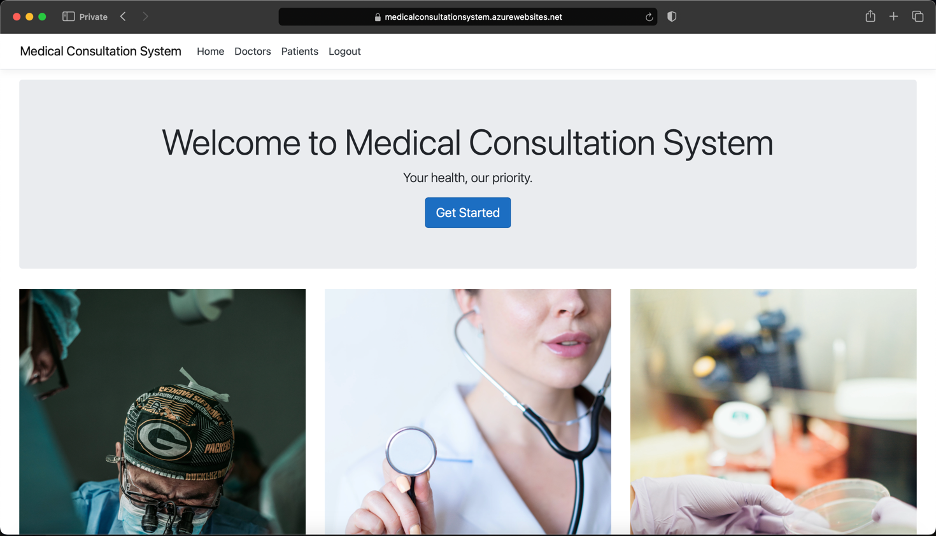 Private
medicalconsultationsystem.azurewebsites.net
Medical Consultation System Home Doctors Patients Logout
Welcome to Medical Consultation System
Your health, our priority.
Get Started
G
PACKERS